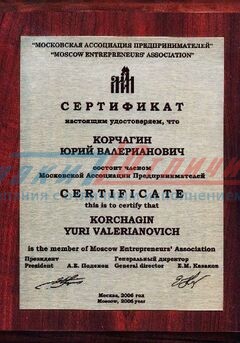 "МОСКОВСКАЯ АССОЦИАЦИЯ ПРЕДПРИНИМАТЕЛЕЙ"
"MOSCOW ENTREPRENEURS' ASSOCIATION"
СЕРТИФИКАТ
настоящим удостоверяем, что
КОРЧАГИН
ЮРИЙ ВАЛЕРИАНОВИЧ
состоит членом
Московской Ассоциации Предпринимателей
CERTIFICATE
this is to certify that
KORCHAGIN
YURI VALERIANOVICH
is the member of Moscow Entrepreneurs' Association
Президент Генеральный директор
President А.Е. Поденок General director Е.М. Казаков
Москва, 2006 год
Moscow, 2006 year